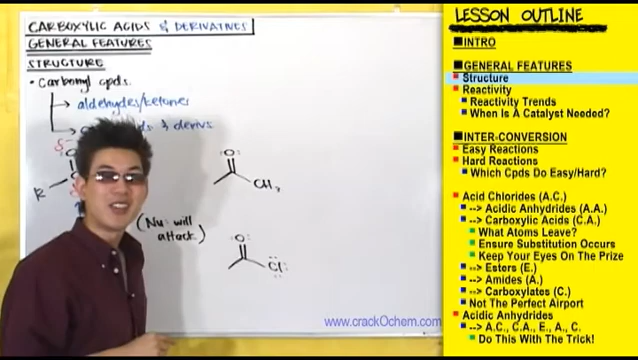 CARBOXYLIC ACIDS & DERIVATIVES
GENERAL FEATURES
STRUCTURE
• Carbonyl cpds.
aldehydes/ketones
& derivs.
δ-
:O:
R
:O:
CH3
(Nu: will
attack)
:O:
Cl:
www.crackOchem.com
LESSON OUTLINE
INTRO
GENERAL FEATURES
Structure
Reactivity
Reactivity Trends
When Is A Catalyst Needed?
INTER-CONVERSION
Easy Reactions
Hard Reactions
Which Cpds Do Easy/Hard?
Acid Chlorides (A.C.)
--> Acidic Anhydrides (A.A.)
--> Carboxylic Acids (C.A.)
What Atoms Leave?
Ensure Substitution Occurs
Keep Your Eyes On The Prize
--> Esters (E.)
--> Amides (A.)
--> Carboxylates (C.)
Not The Perfect Airport
Acidic Anhydrides
--> A.C., C.A., E., A., C.
Do This With The Trick!